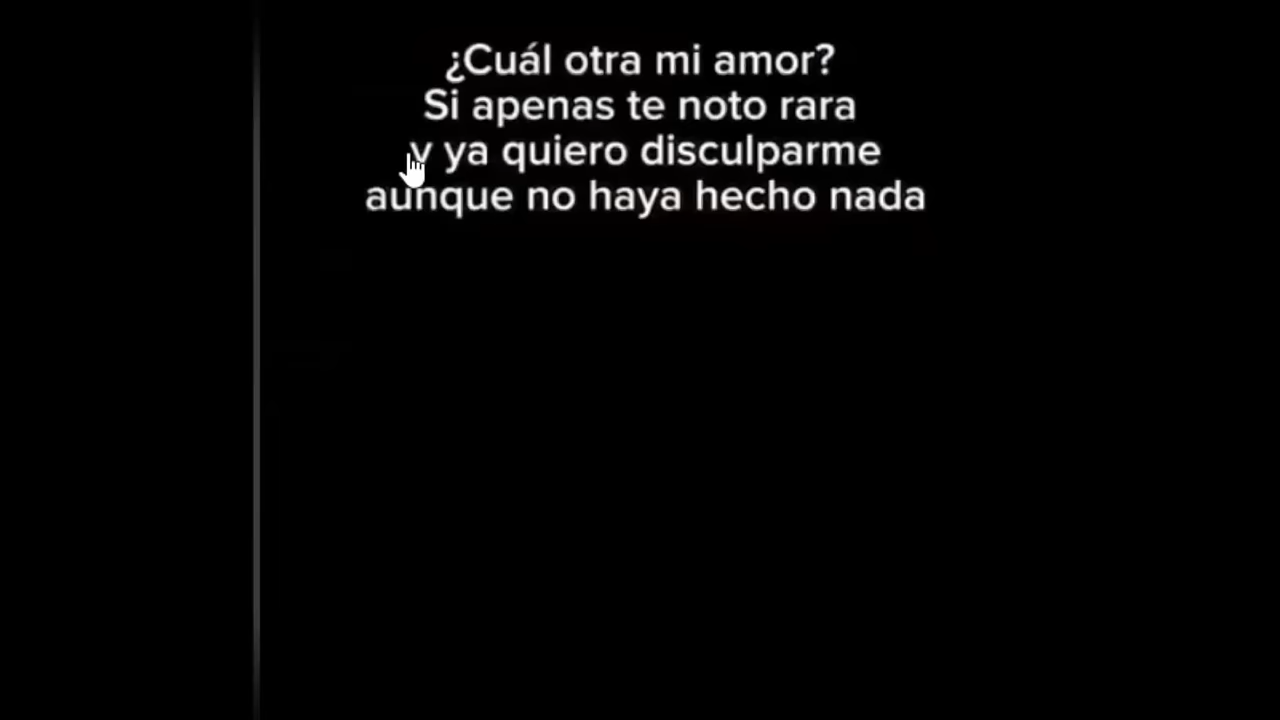 ¿Cuál otra mi amor?
Si apenas te noto rara
y ya quiero disculparme
aunque no haya hecho nada